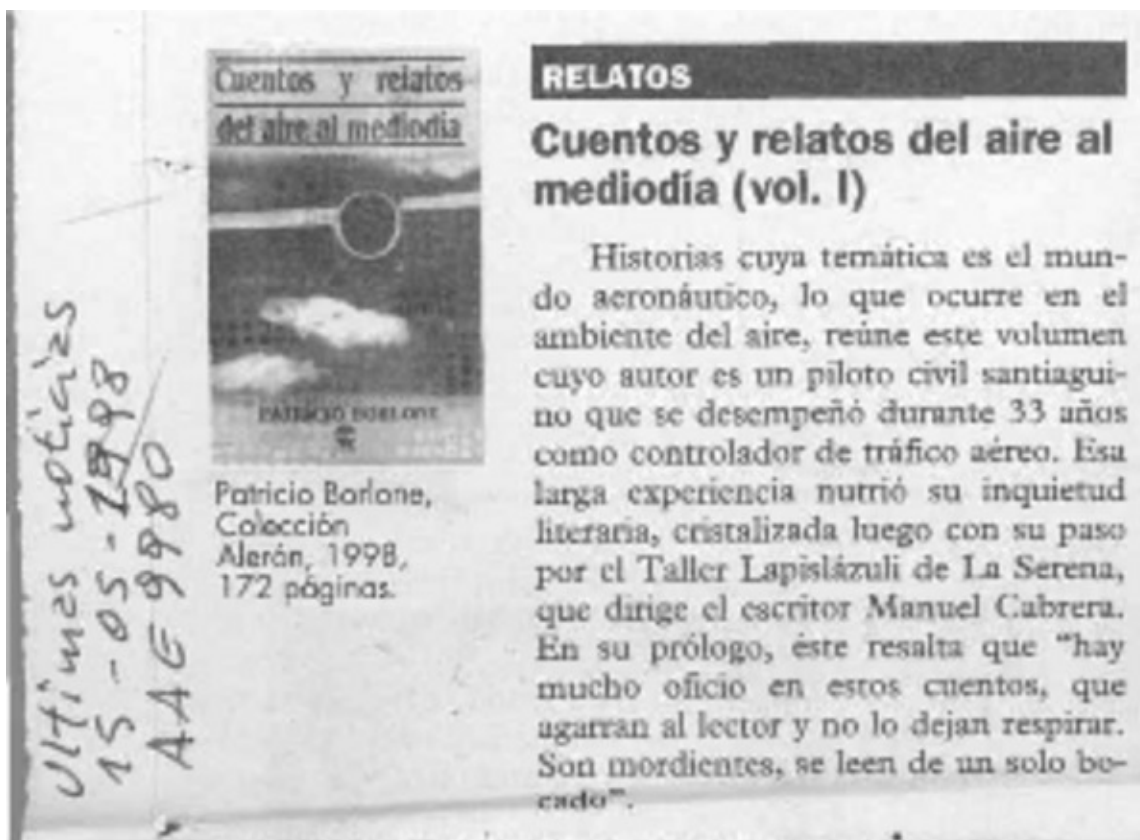 Ultimas noticias
15-05-1998
AAE 9980
Cuentos y relatos
del aire al mediodía
PATRICIO BORLONE
Patricio Borlone,
Colección
Alerón, 1998,
172 páginas.
RELATOS
Cuentos y relatos del aire al
mediodía (vol. I)
Historias cuya temática es el mun-
do aeronáutico, lo que ocurre en el
ambiente del aire, reúne este volumen
cuyo autor es un piloto civil santiagui-
no que se desempeñó durante 33 años
como controlador de tráfico aéreo. Esa
larga experiencia nutrió su inquietud
literaria, cristalizada luego con su paso
por el Taller Lapislázuli de La Serena,
que dirige el escritor Manuel Cabrera.
En su prólogo, éste resalta que "hay
mucho oficio en estos cuentos, que
agarran al lector y no lo dejan respirar.
Son mordientes, se leen de un solo bo-
cado".